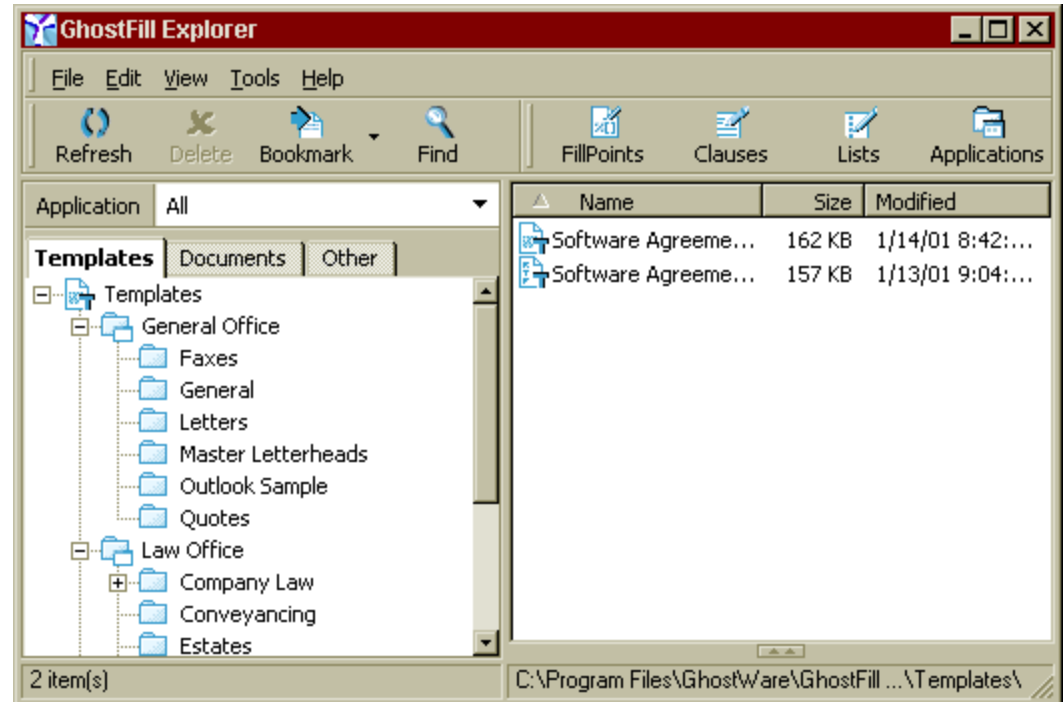 GhostFill Explorer
File Edit View Tools Help
Refresh Delete Bookmark Find FillPoints Clauses Lists Applications
Application All
Name Size Modified
Software Agreeme... 162 KB 1/14/01 8:42:...
Software Agreeme... 157 KB 1/13/01 9:04:...
Templates Documents Other
Templates
General Office
Faxes
General
Letters
Master Letterheads
Outlook Sample
Quotes
Law Office
Company Law
Conveyancing
Estates
2 item(s) C:\Program Files\GhostWare\GhostFill ...\Templates\